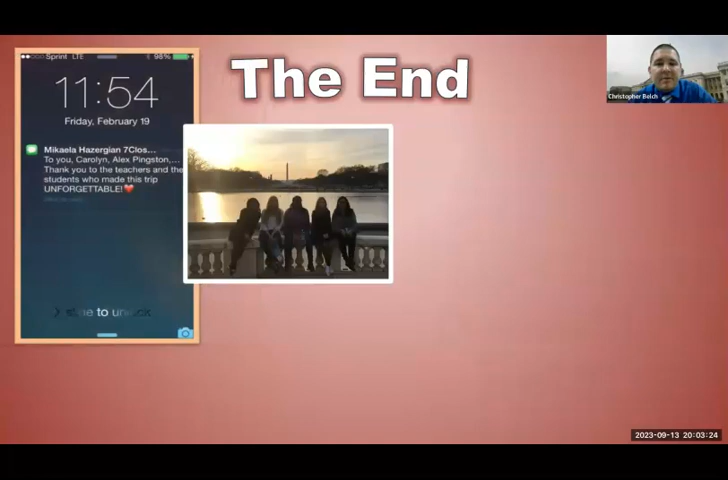 The End
Sprint LTE
98%
11:54
Friday, February 19
Mikaela Hazergian 7Clos...
To you, Carolyn, Alex Pingston,...
Thank you to the teachers and the
students who made this trip
UNFORGETTABLE!❤️
to
Christopher Belch
2023-09-13 20:03:24